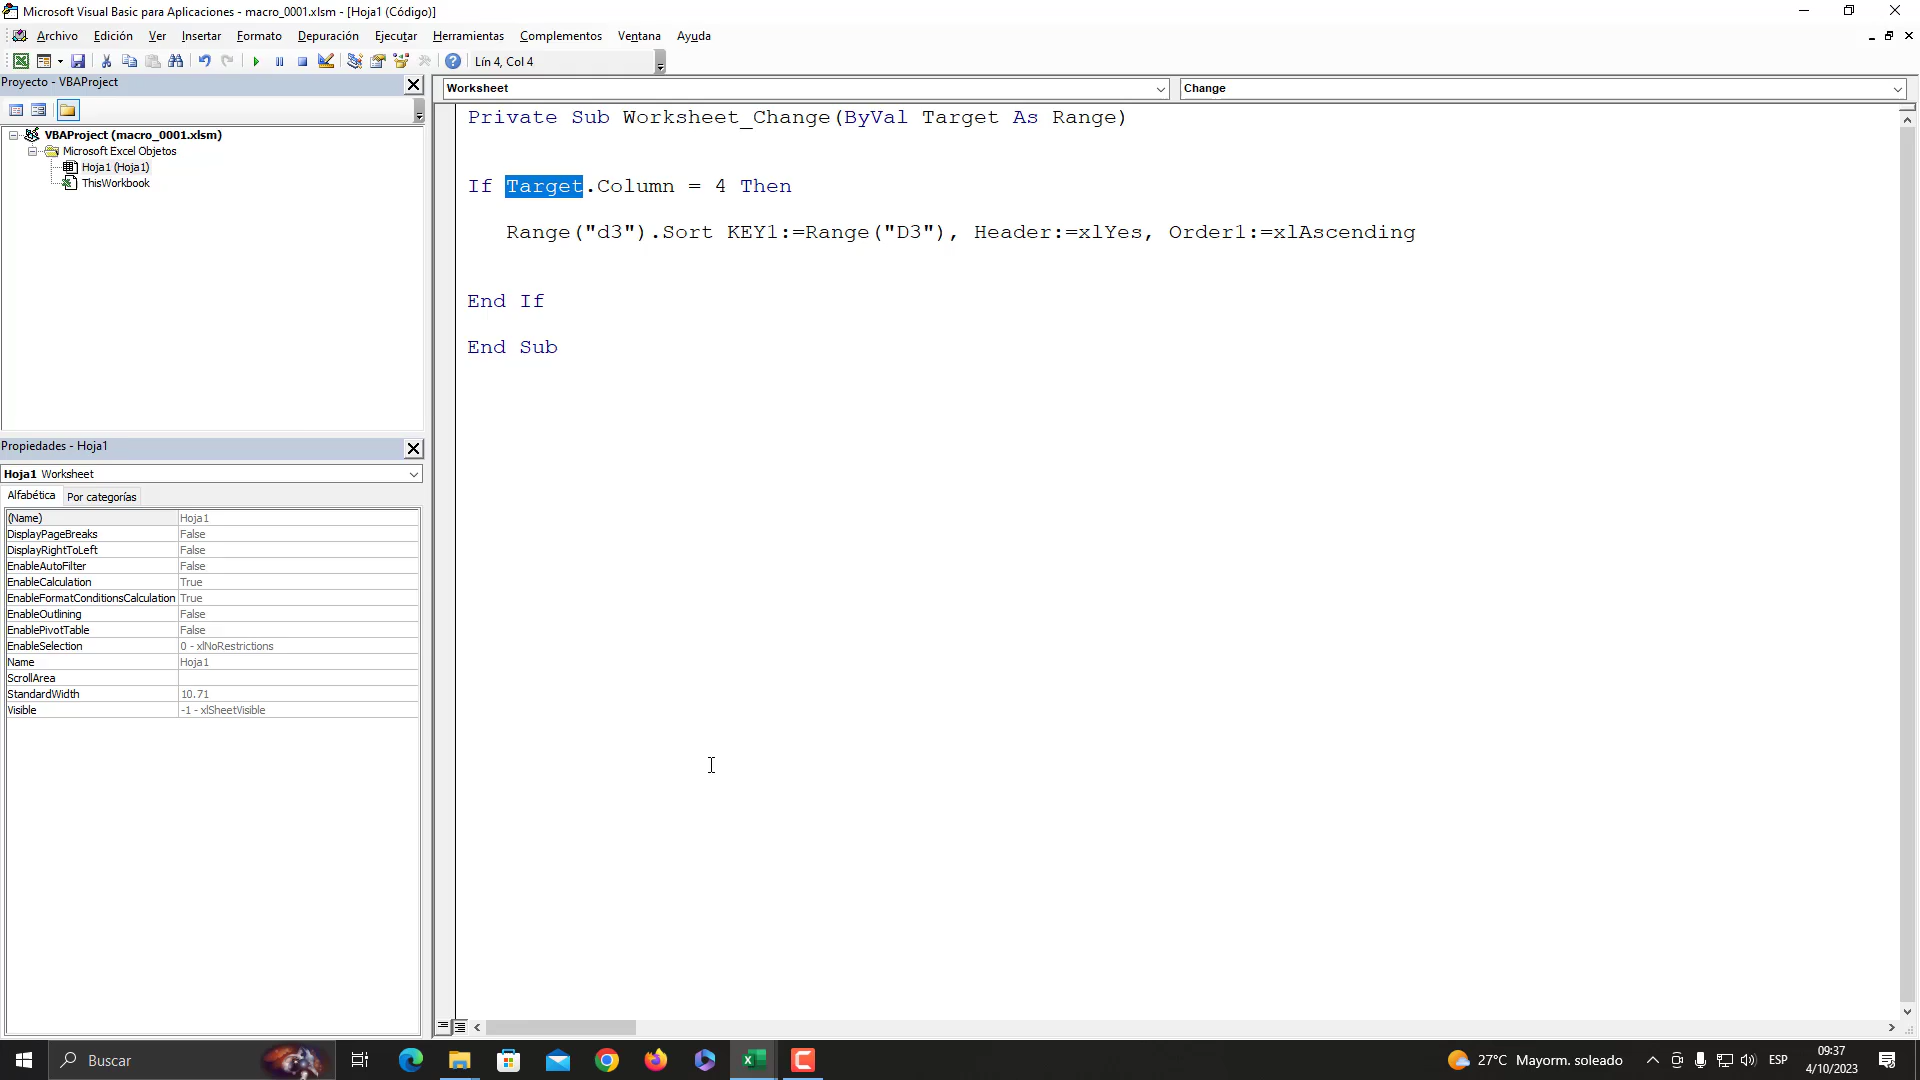 Microsoft Visual Basic para Aplicaciones - macro_0001.xlsm - [Hoja1 (Código)]
Archivo Edición Ver Insertar Formato Depuración Ejecutar Herramientas Complementos Ventana Ayuda
Lín 4, Col 4
Proyecto - VBAProject
VBAProject (macro_0001.xlsm)
Microsoft Excel Objetos
Hoja1 (Hoja1)
ThisWorkbook
Propiedades - Hoja1
Hoja1 Worksheet
Alfabética Por categorías
(Name) Hoja1
DisplayPageBreaks False
DisplayRightToLeft False
EnableAutoFilter False
EnableCalculation True
EnableFormatConditionsCalculation True
EnableOutlining False
EnablePivotTable False
EnableSelection 0 - xlNoRestrictions
Name Hoja1
ScrollArea
StandardWidth 10.71
Visible -1 - xlSheetVisible
Worksheet Change
Private Sub Worksheet_Change(ByVal Target As Range)
If Target.Column = 4 Then
Range("d3").Sort KEY1:=Range("D3"), Header:=xlYes, Order1:=xlAscending
End If
End Sub
Buscar
27°C Mayorm. soleado
ESP
09:37
4/10/2023